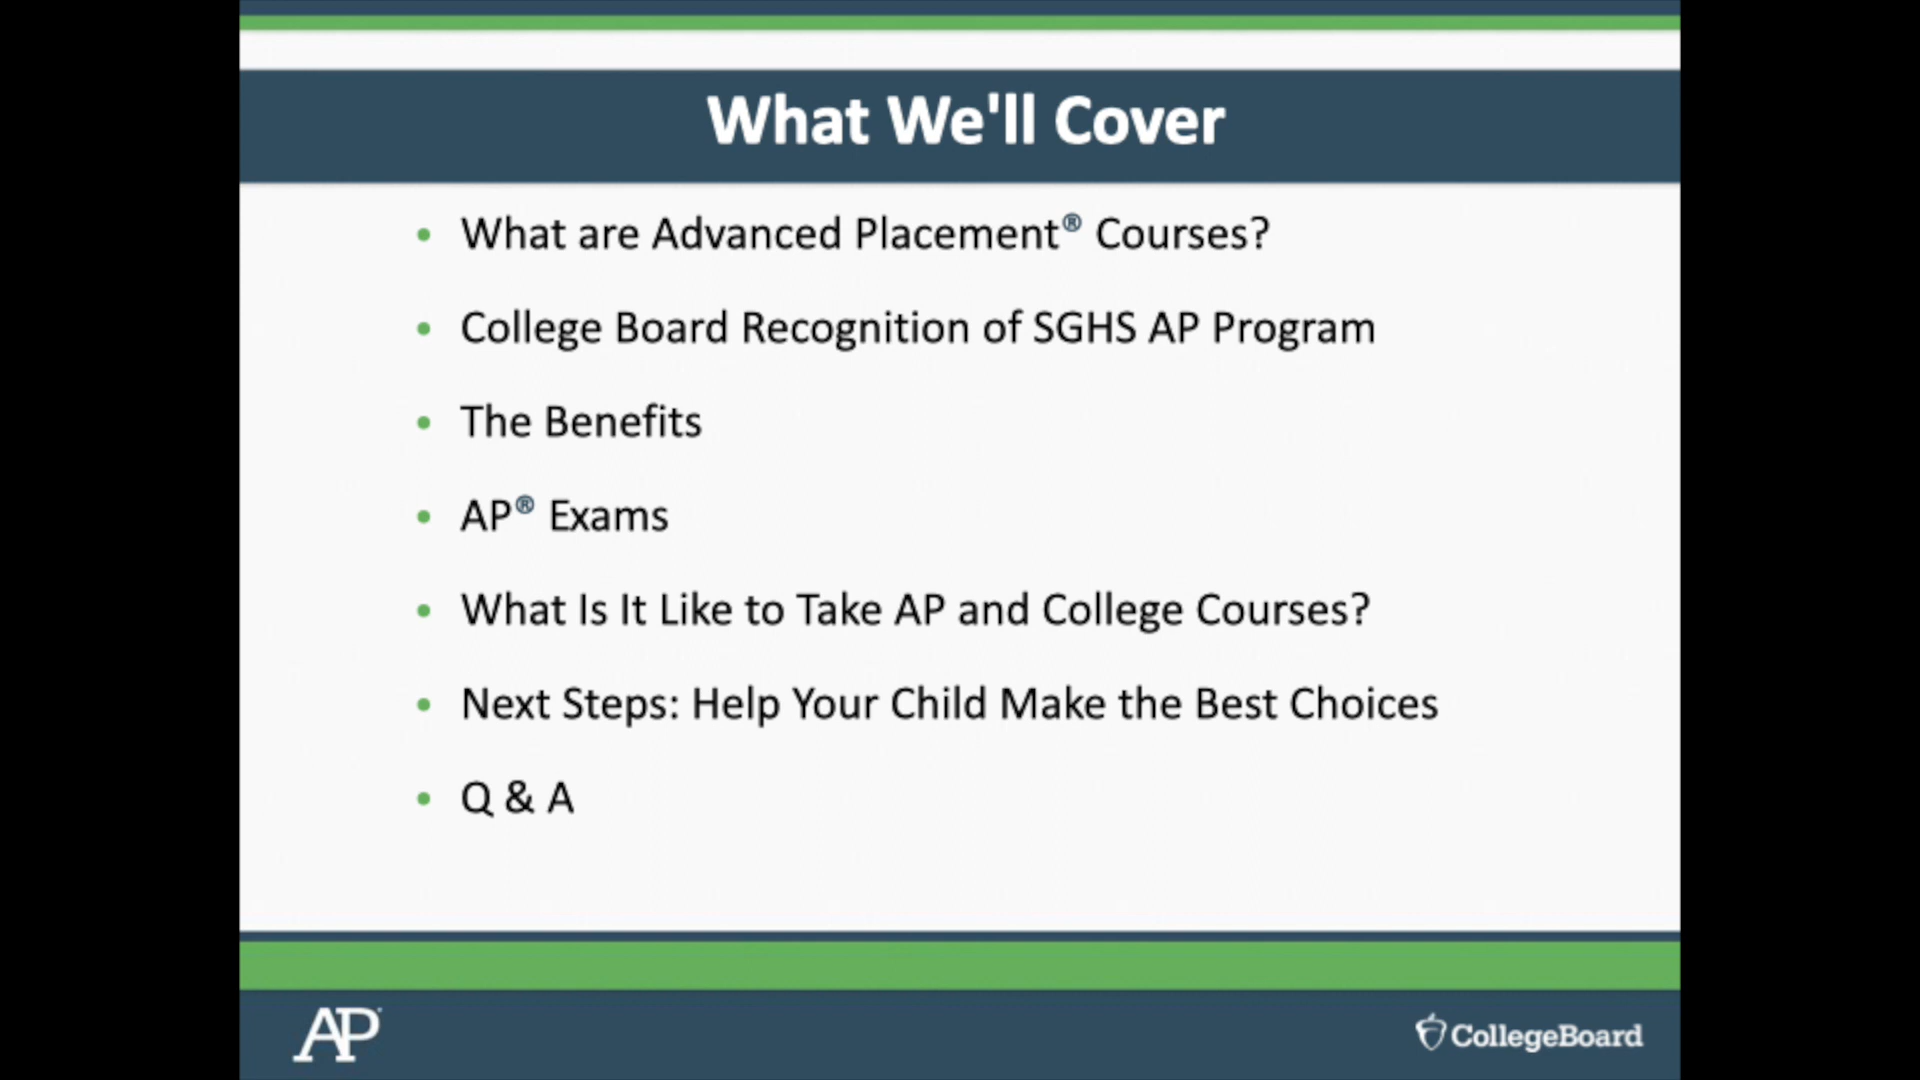 What We'll Cover
• What are Advanced Placement® Courses?
• College Board Recognition of SGHS AP Program
• The Benefits
• AP® Exams
• What Is It Like to Take AP and College Courses?
• Next Steps: Help Your Child Make the Best Choices
• Q & A
AP
CollegeBoard